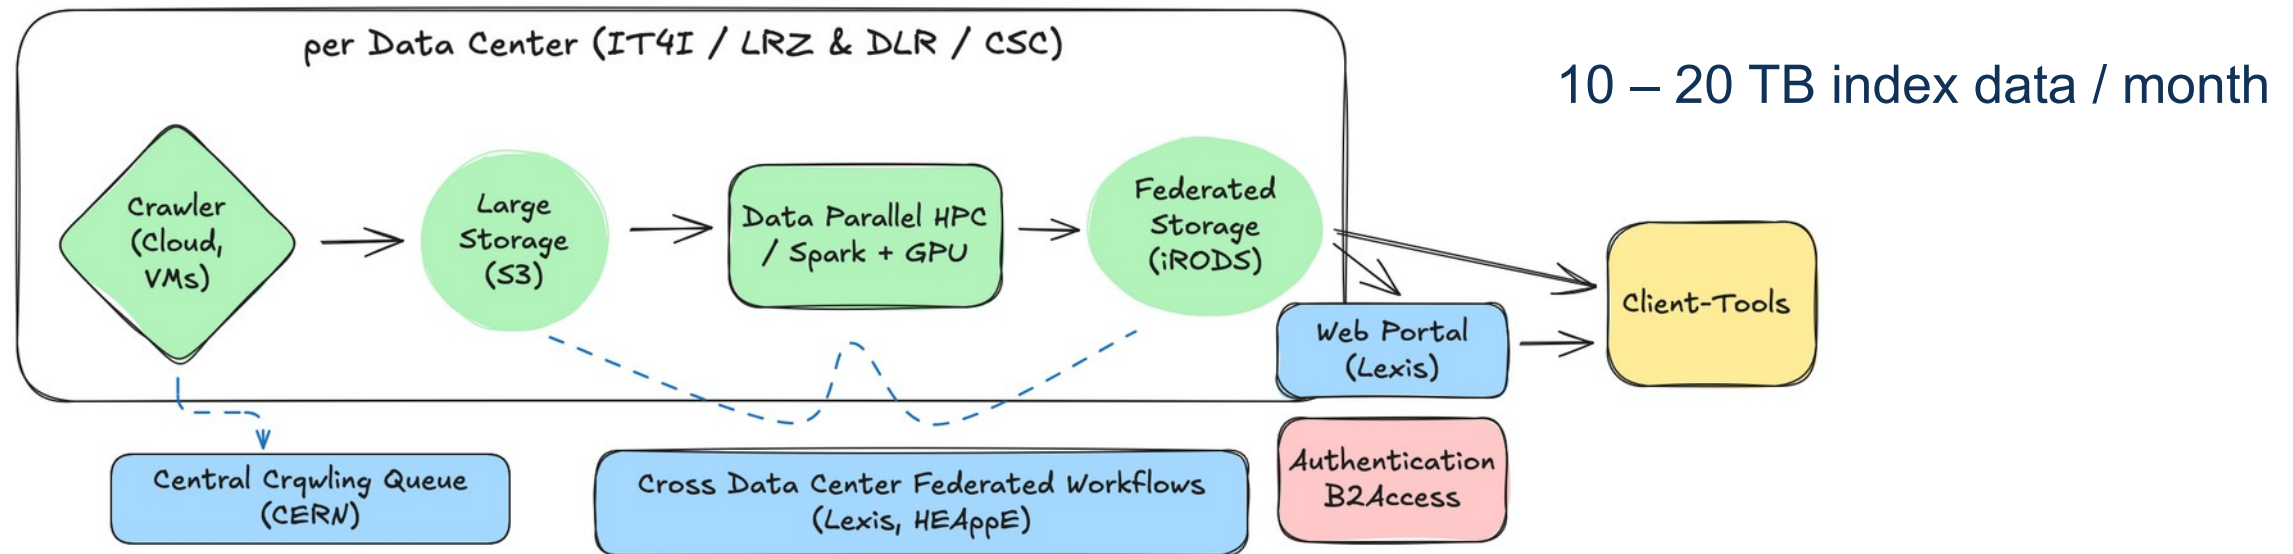 per Data Center (IT4I / LRZ & DLR / CSC)
10 – 20 TB index data / month
Crawler
(Cloud,
VMs)
Large
Storage
(S3)
Data Parallel HPC
/ Spark + GPU
Federated
Storage
(iRODS)
Client-Tools
Web Portal
(Lexis)
Central Crqwling Queue
(CERN)
Cross Data Center Federated Workflows
(Lexis, HEAppE)
Authentication
B2Access